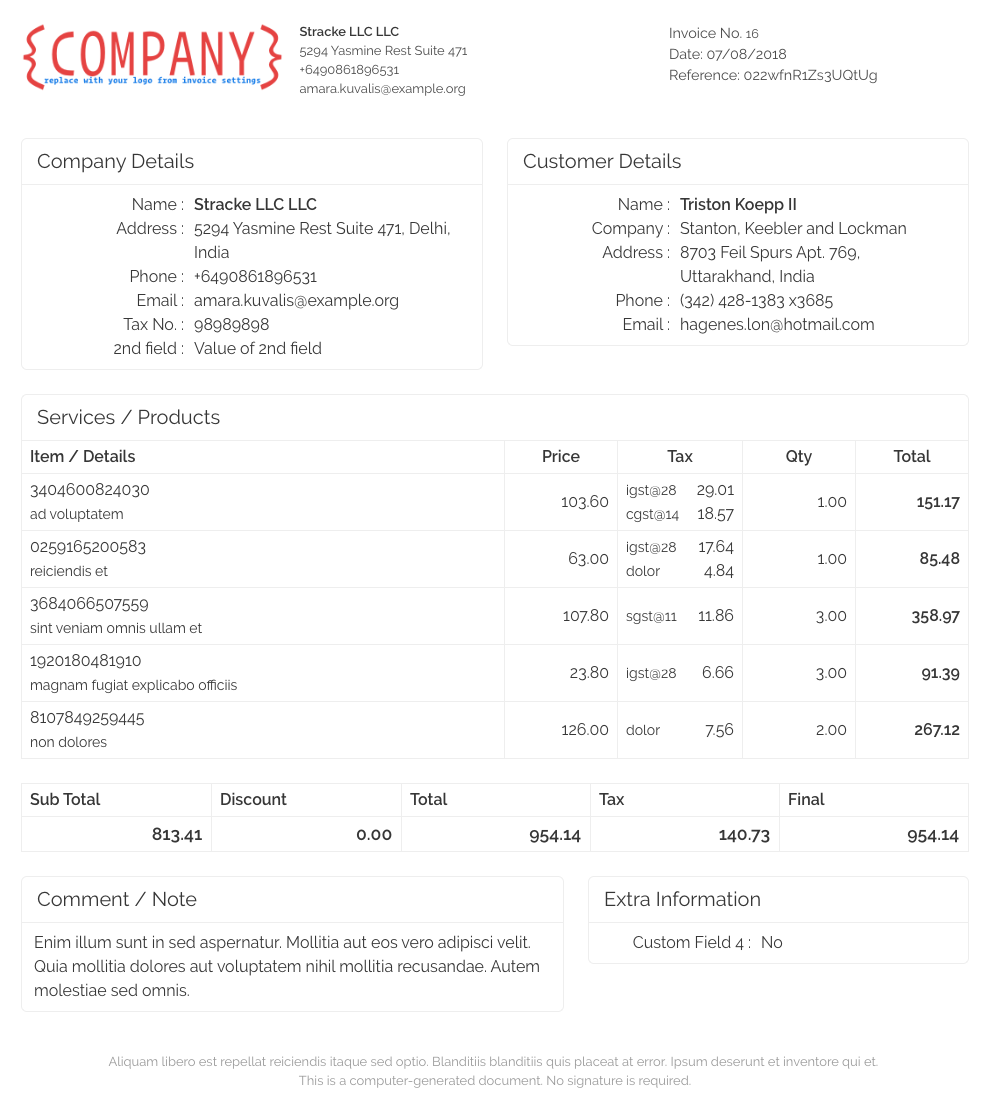 {COMPANY}
replace with your logo from invoice settings
Stracke LLC LLC
5294 Yasmine Rest Suite 471
+6490861896531
amara.kuvalis@example.org
Invoice No. 16
Date: 07/08/2018
Reference: 022wfnR1Zs3UQtUg
Company Details
Name : Stracke LLC LLC
Address : 5294 Yasmine Rest Suite 471, Delhi,
India
Phone : +6490861896531
Email : amara.kuvalis@example.org
Tax No. : 98989898
2nd field : Value of 2nd field
Customer Details
Name : Triston Koepp II
Company : Stanton, Keebler and Lockman
Address : 8703 Feil Spurs Apt. 769,
Uttarakhand, India
Phone : (342) 428-1383 x3685
Email : hagenes.lon@hotmail.com
Services / Products
Item / Details Price Tax Qty Total
3404600824030 103.60 igst@28 29.01 1.00 151.17
ad voluptatem cgst@14 18.57
0259165200583 63.00 igst@28 17.64 1.00 85.48
reiciendis et dolor 4.84
3684066507559 107.80 sgst@11 11.86 3.00 358.97
sint veniam omnis ullam et
1920180481910 23.80 igst@28 6.66 3.00 91.39
magnam fugiat explicabo officiis
8107849259445 126.00 dolor 7.56 2.00 267.12
non dolores
Sub Total Discount Total Tax Final
813.41 0.00 954.14 140.73 954.14
Comment / Note
Enim illum sunt in sed aspernatur. Mollitia aut eos vero adipisci velit.
Quia mollitia dolores aut voluptatem nihil mollitia recusandae. Autem
molestiae sed omnis.
Extra Information
Custom Field 4 : No
Aliquam libero est repellat reiciendis itaque sed optio. Blanditiis blanditiis quis placeat at error. Ipsum deserunt et inventore qui et.
This is a computer-generated document. No signature is required.